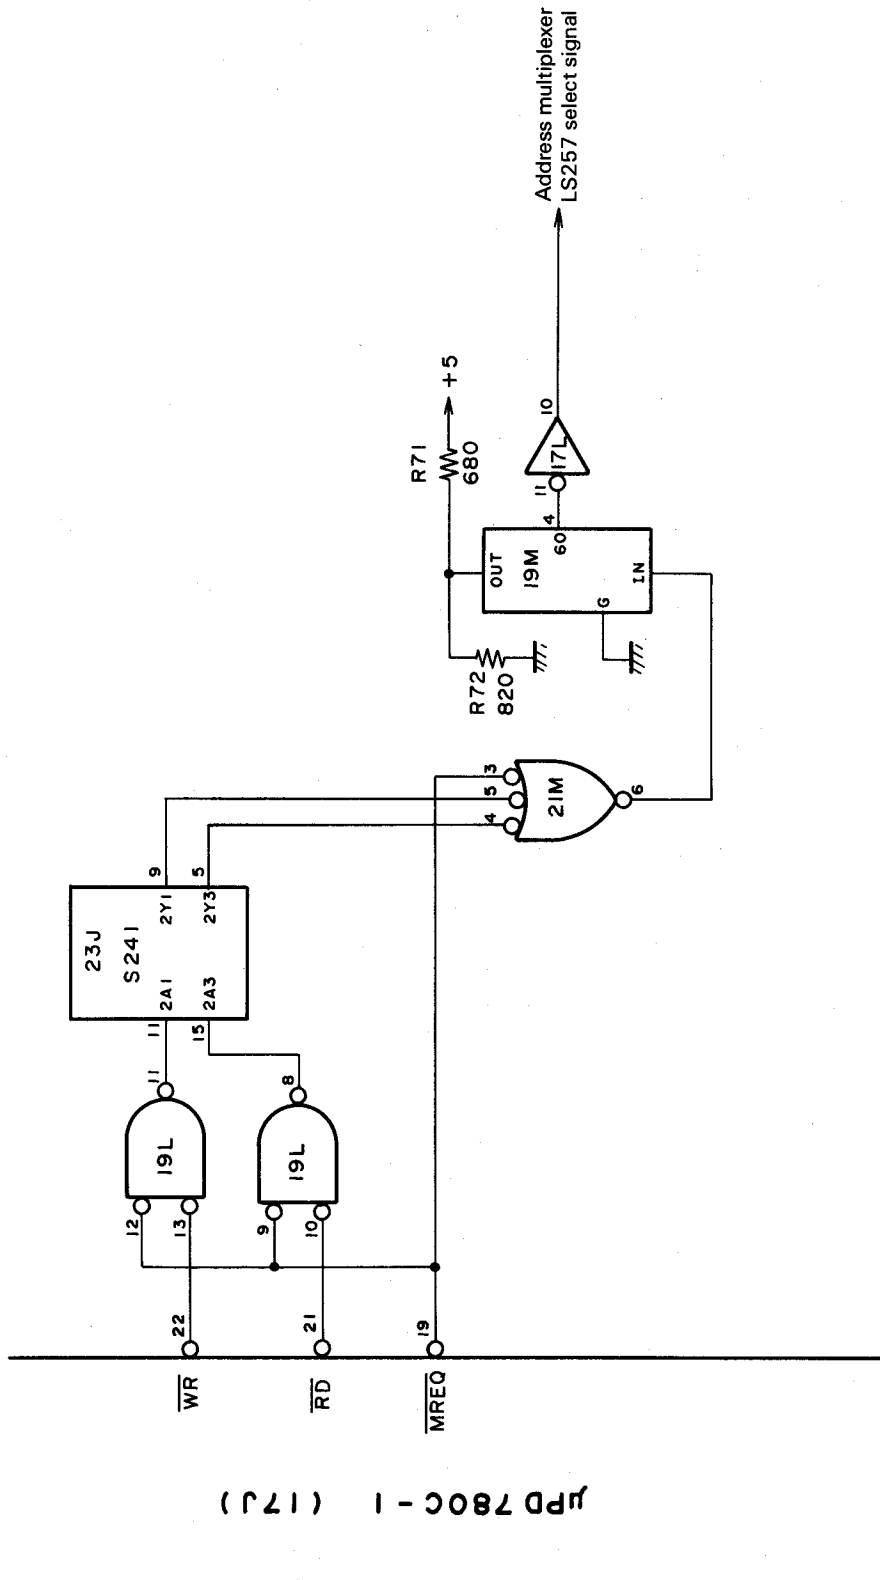 Address multiplexer
LS257 select signal
+5
R71
680
10
17L
11
4
60
OUT
19M
IN
G
R72
820
3
5
4
21M
6
9
5
2Y1
2Y3
23J
S241
2A1
2A3
11
15
11
8
19L
19L
12
13
9
10
22
21
19
WR
RD
MREQ
μPD780C-1 (17J)